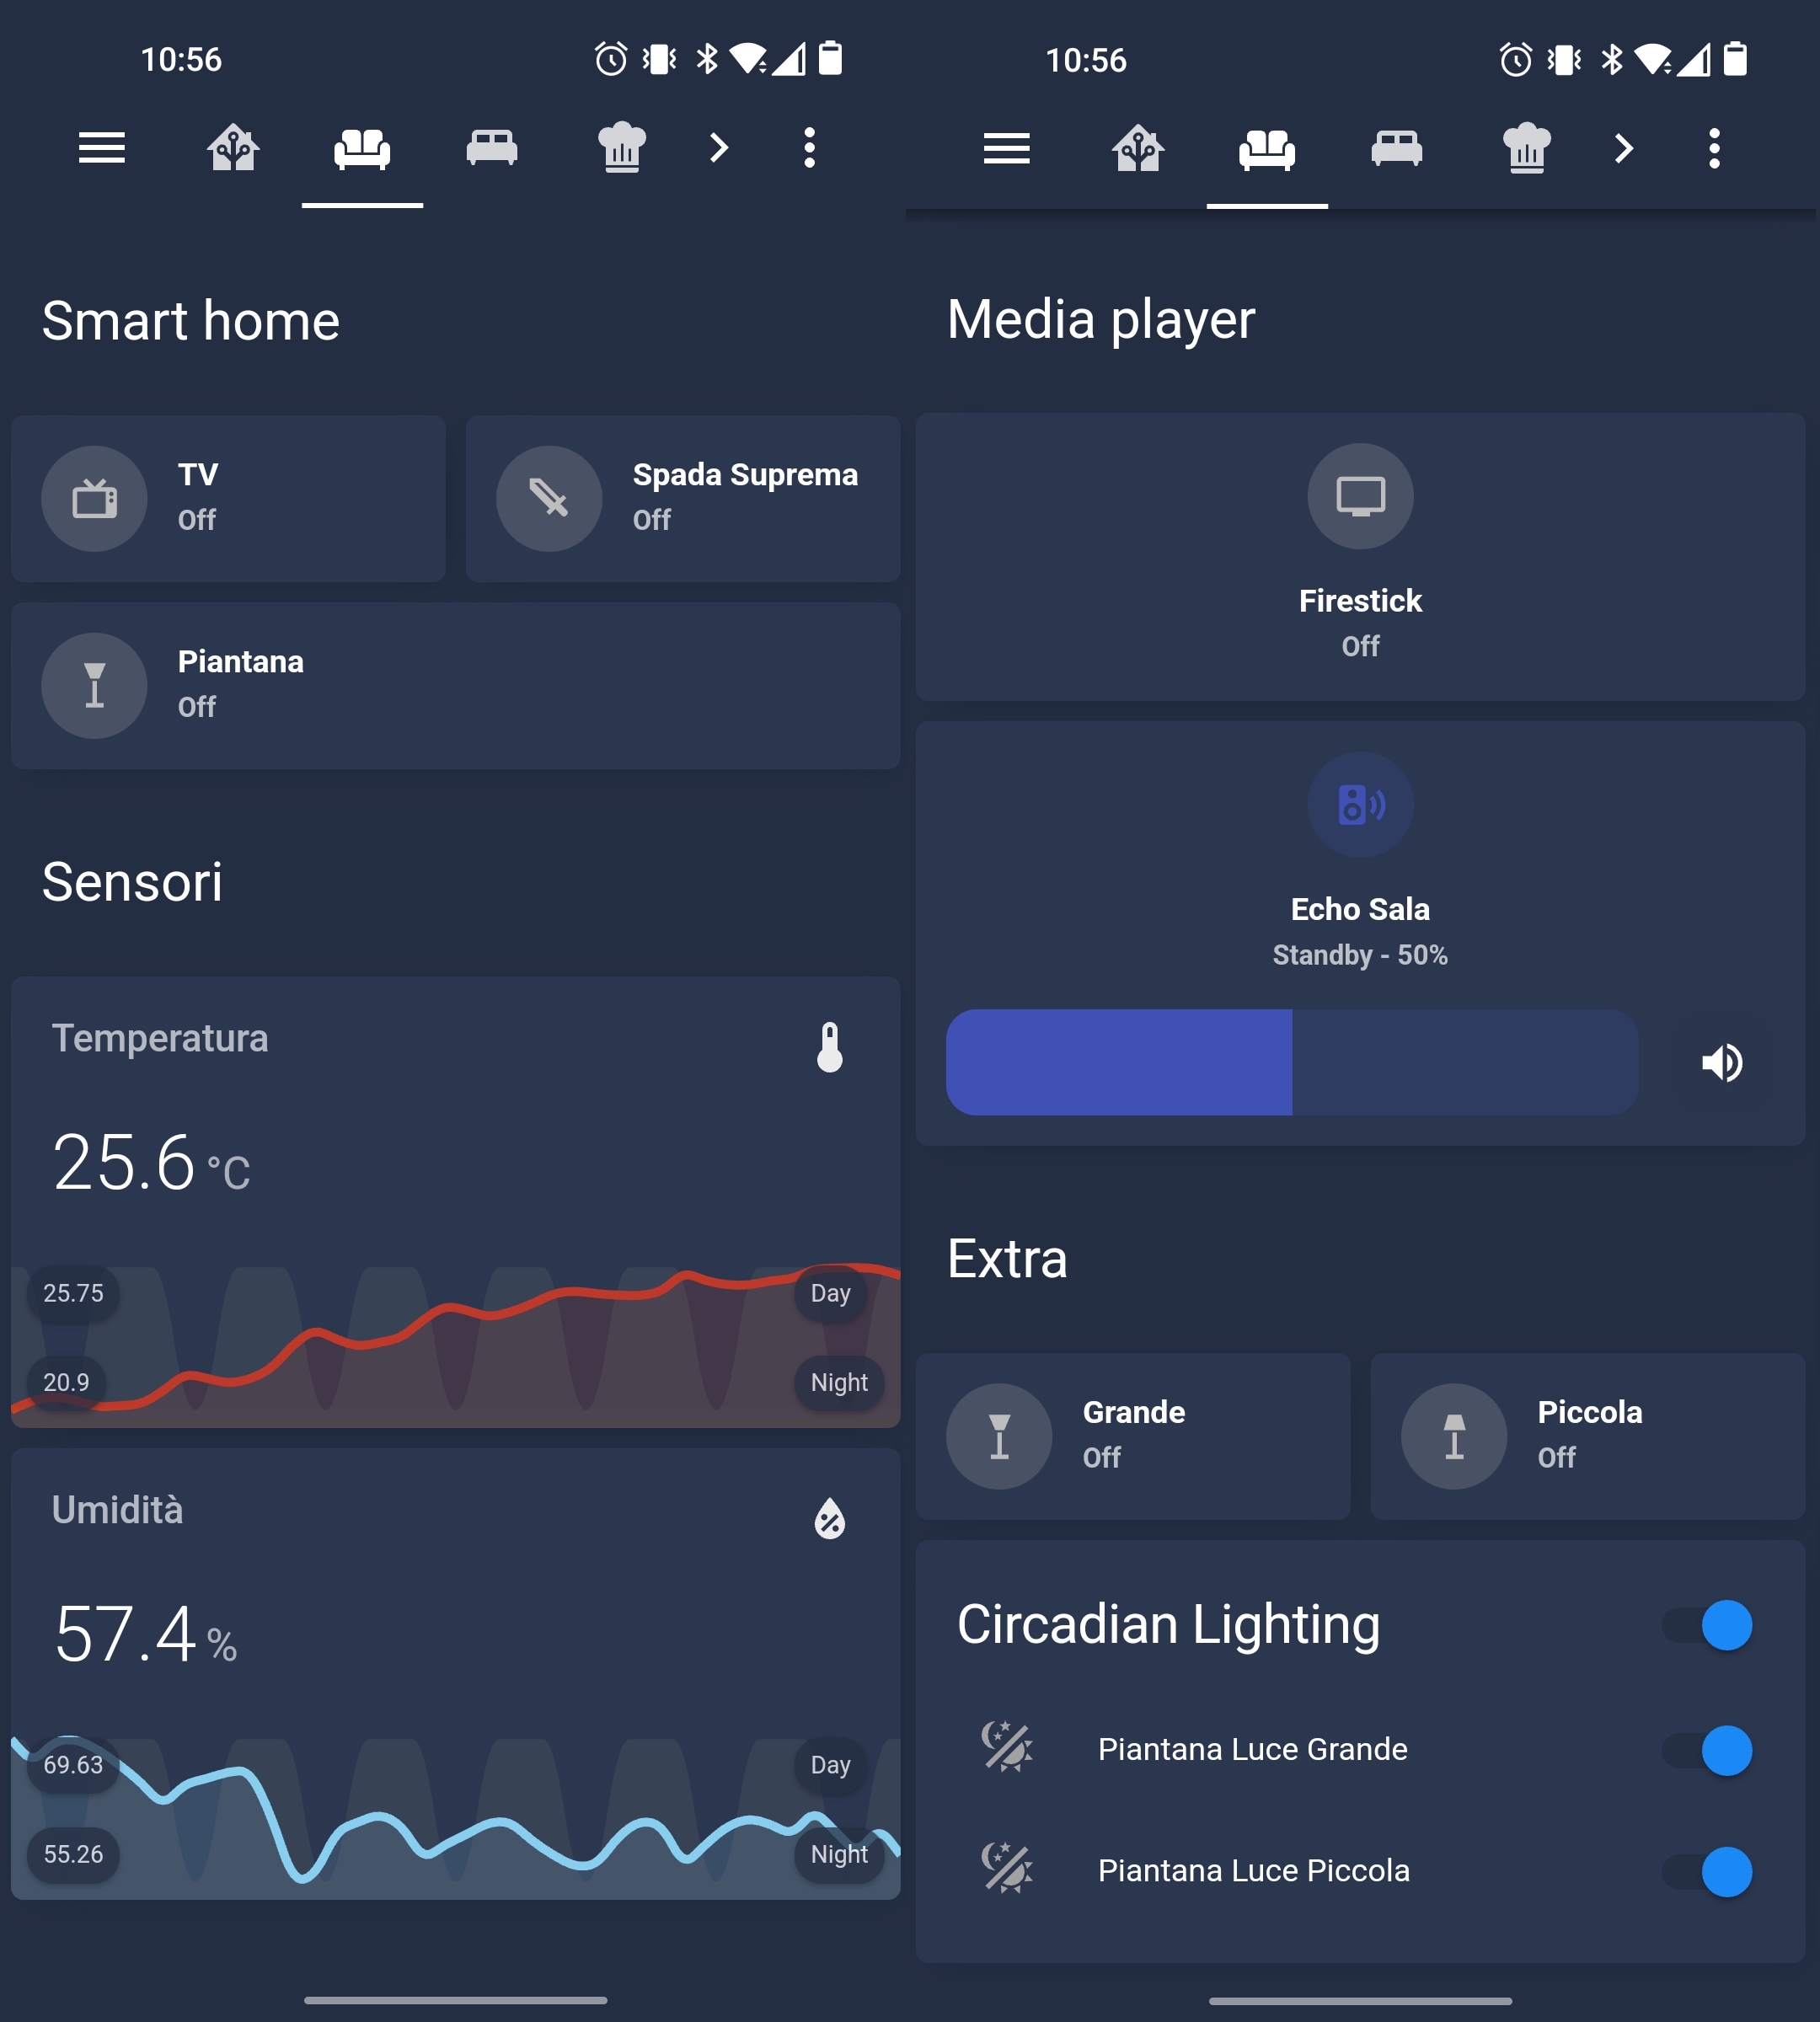 10:56
Smart home
TV
Off
Spada Suprema
Off
Piantana
Off
Sensori
Temperatura
25.6 °C
25.75
Day
20.9
Night
Umidità
57.4 %
69.63
Day
55.26
Night
10:56
Media player
Firestick
Off
Echo Sala
Standby - 50%
Extra
Grande
Off
Piccola
Off
Circadian Lighting
Piantana Luce Grande
Piantana Luce Piccola